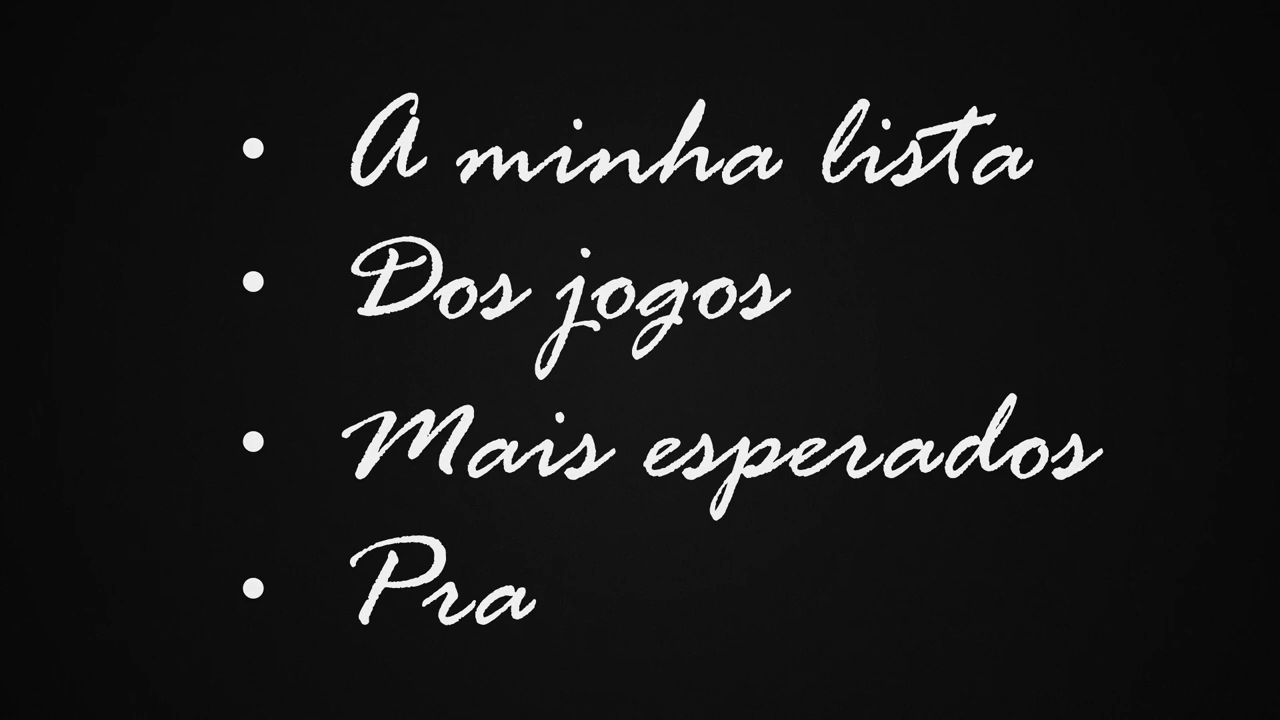 • A minha lista
• Dos jogos
• Mais esperados
• Pra